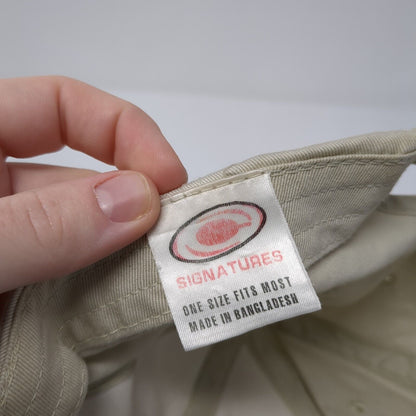 SIGNATURES
ONE SIZE FITS MOST
MADE IN BANGLADESH